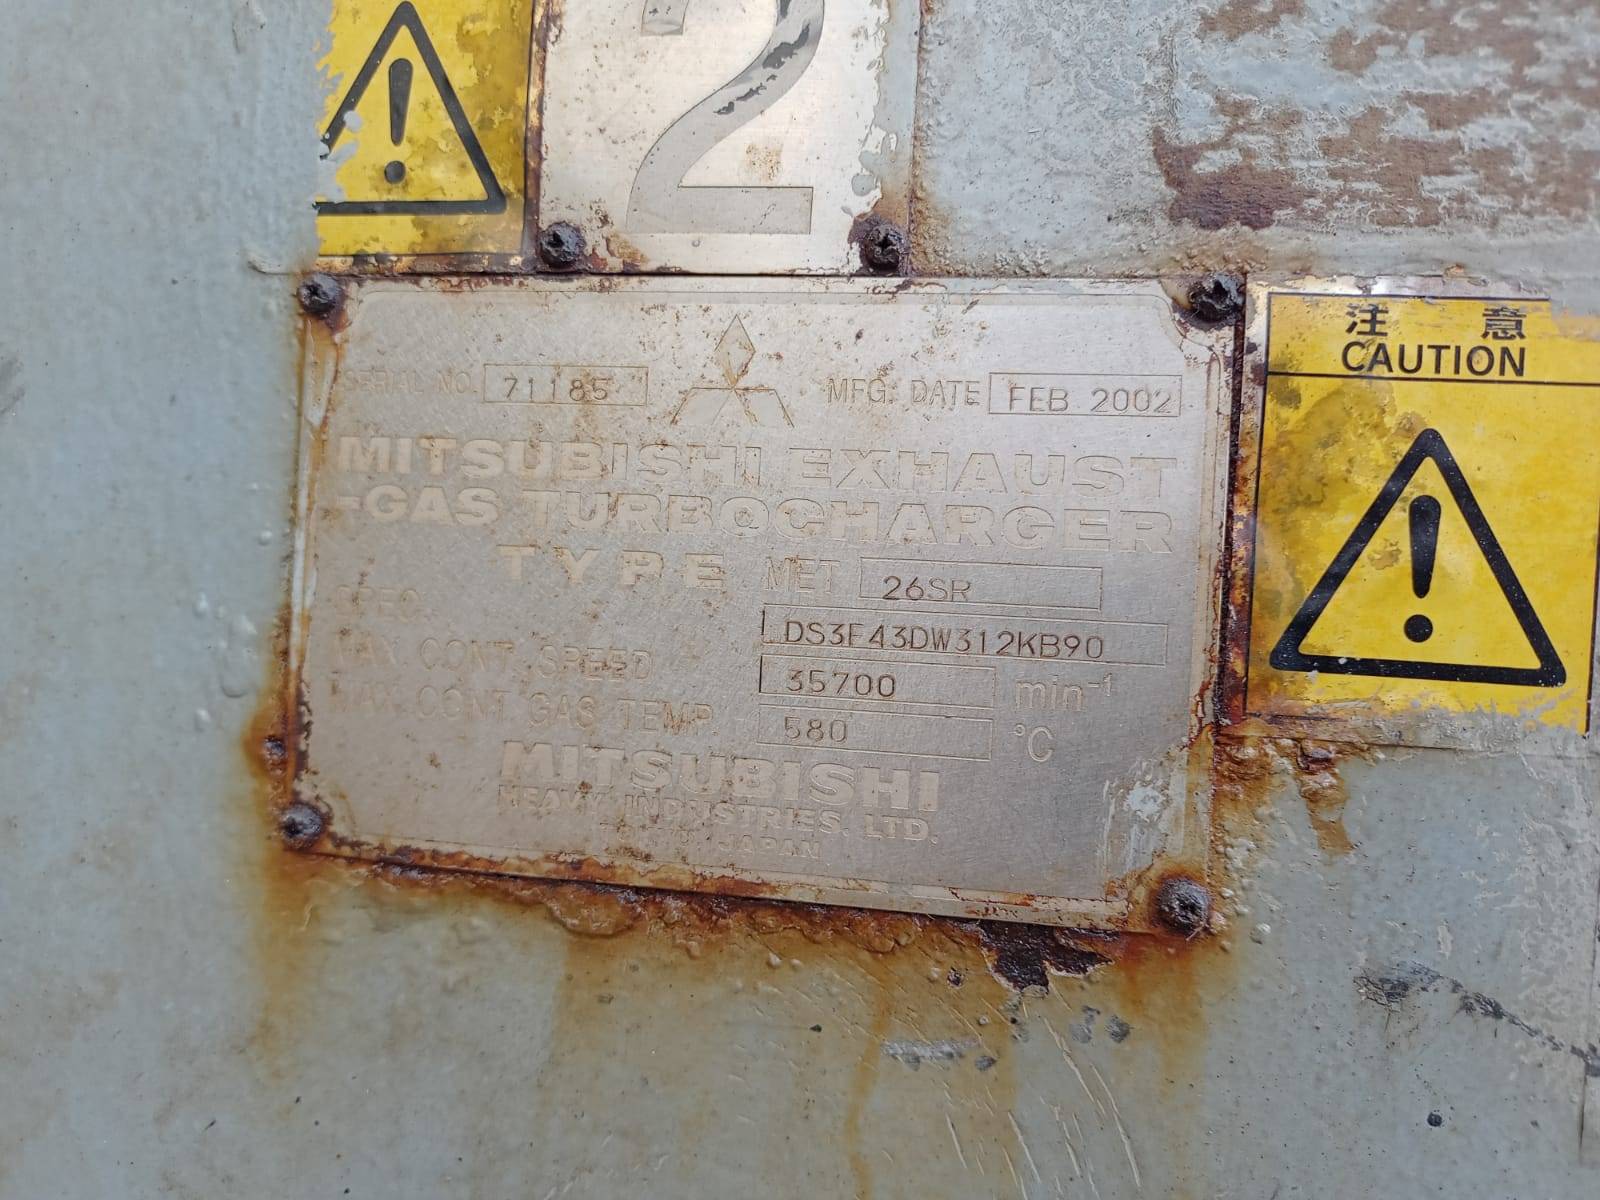 2
SERIAL NO. 71185 MFG. DATE FEB. 2002
MITSUBISHI EXHAUST
-GAS TURBOCHARGER
TYPE MET 26SR
SPEC. DS3F43DW312KB90
MAX. CONT. SPEED 35700 min⁻¹
MAX. CONT GAS TEMP. 580 °C
MITSUBISHI
HEAVY INDUSTRIES, LTD.
JAPAN
注 意
CAUTION